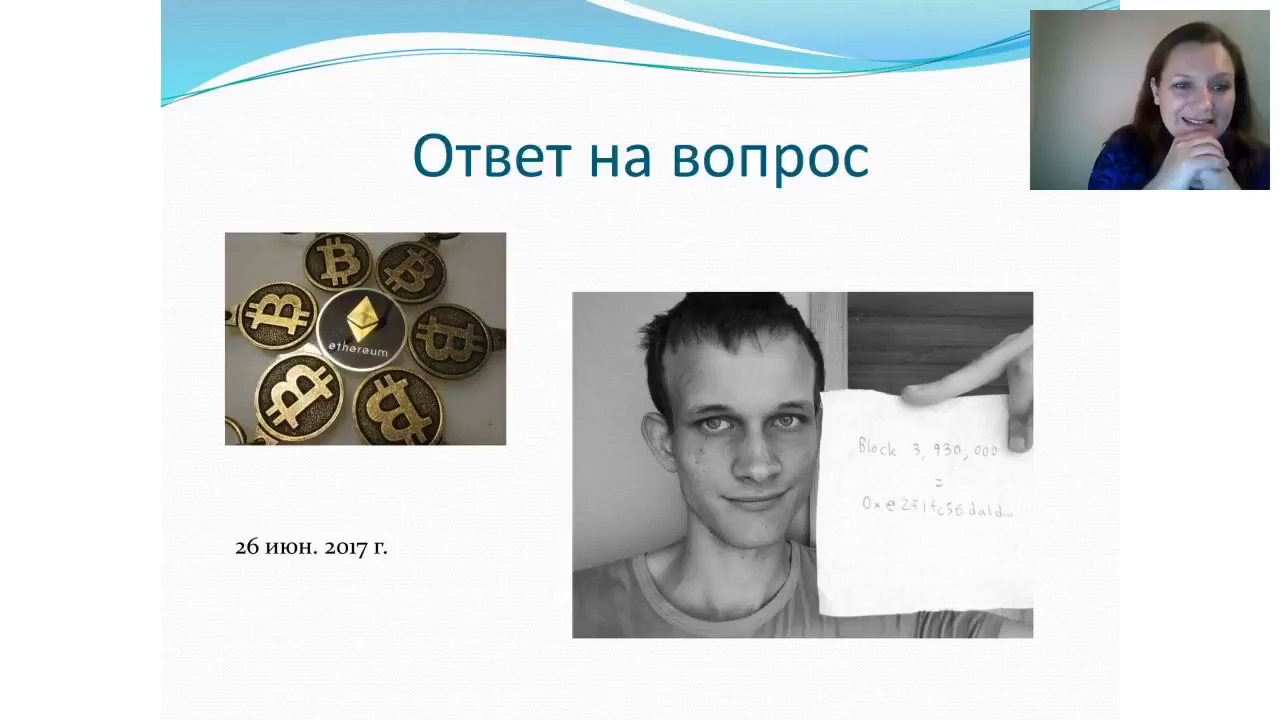 Ответ на вопрос
ethereum
Block 3,930,000
=
0xe2f1fc56da1d...
26 июн. 2017 г.